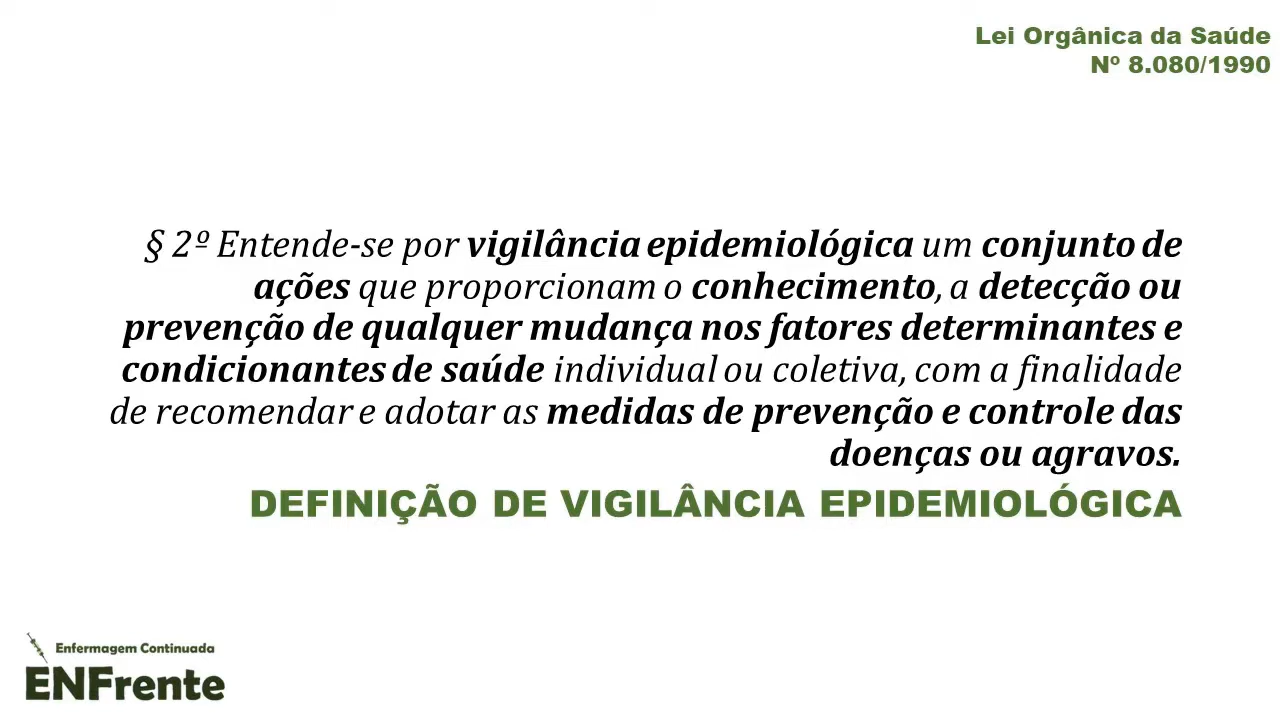 Lei Orgânica da Saúde
Nº 8.080/1990
§ 2º Entende-se por vigilância epidemiológica um conjunto de
ações que proporcionam o conhecimento, a detecção ou
prevenção de qualquer mudança nos fatores determinantes e
condicionantes de saúde individual ou coletiva, com a finalidade
de recomendar e adotar as medidas de prevenção e controle das
doenças ou agravos.
DEFINIÇÃO DE VIGILÂNCIA EPIDEMIOLÓGICA
Enfermagem Continuada
ENFrente